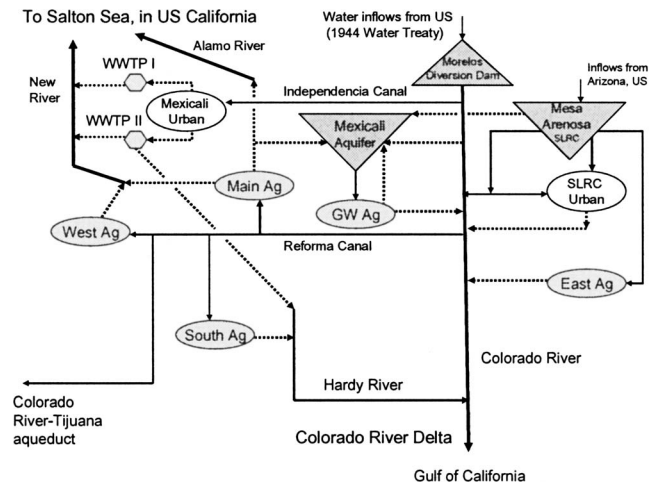 To Salton Sea, in US California
Water inflows from US
(1944 Water Treaty)
Alamo River
Inflows from
Arizona, US
WWTP I
New
River
Morelos
Diversion Dam
Independencia Canal
Mexicali
Urban
Mesa
Arenosa
SLRC
WWTP II
Mexicali
Aquifer
Main Ag
SLRC
Urban
GW Ag
West Ag
Reforma Canal
East Ag
South Ag
Colorado River
Hardy River
Colorado
River-Tijuana
aqueduct
Colorado River Delta
Gulf of California